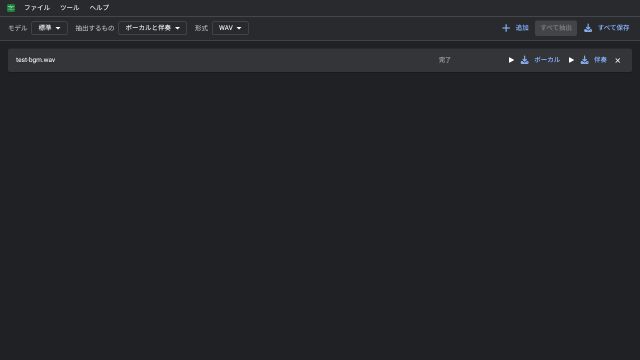 ファイル ツール ヘルプ
モデル 標準 抽出するもの ボーカルと伴奏 形式 WAV 追加 すべて抽出 すべて保存
test-bgm.wav 完了 ボーカル 伴奏